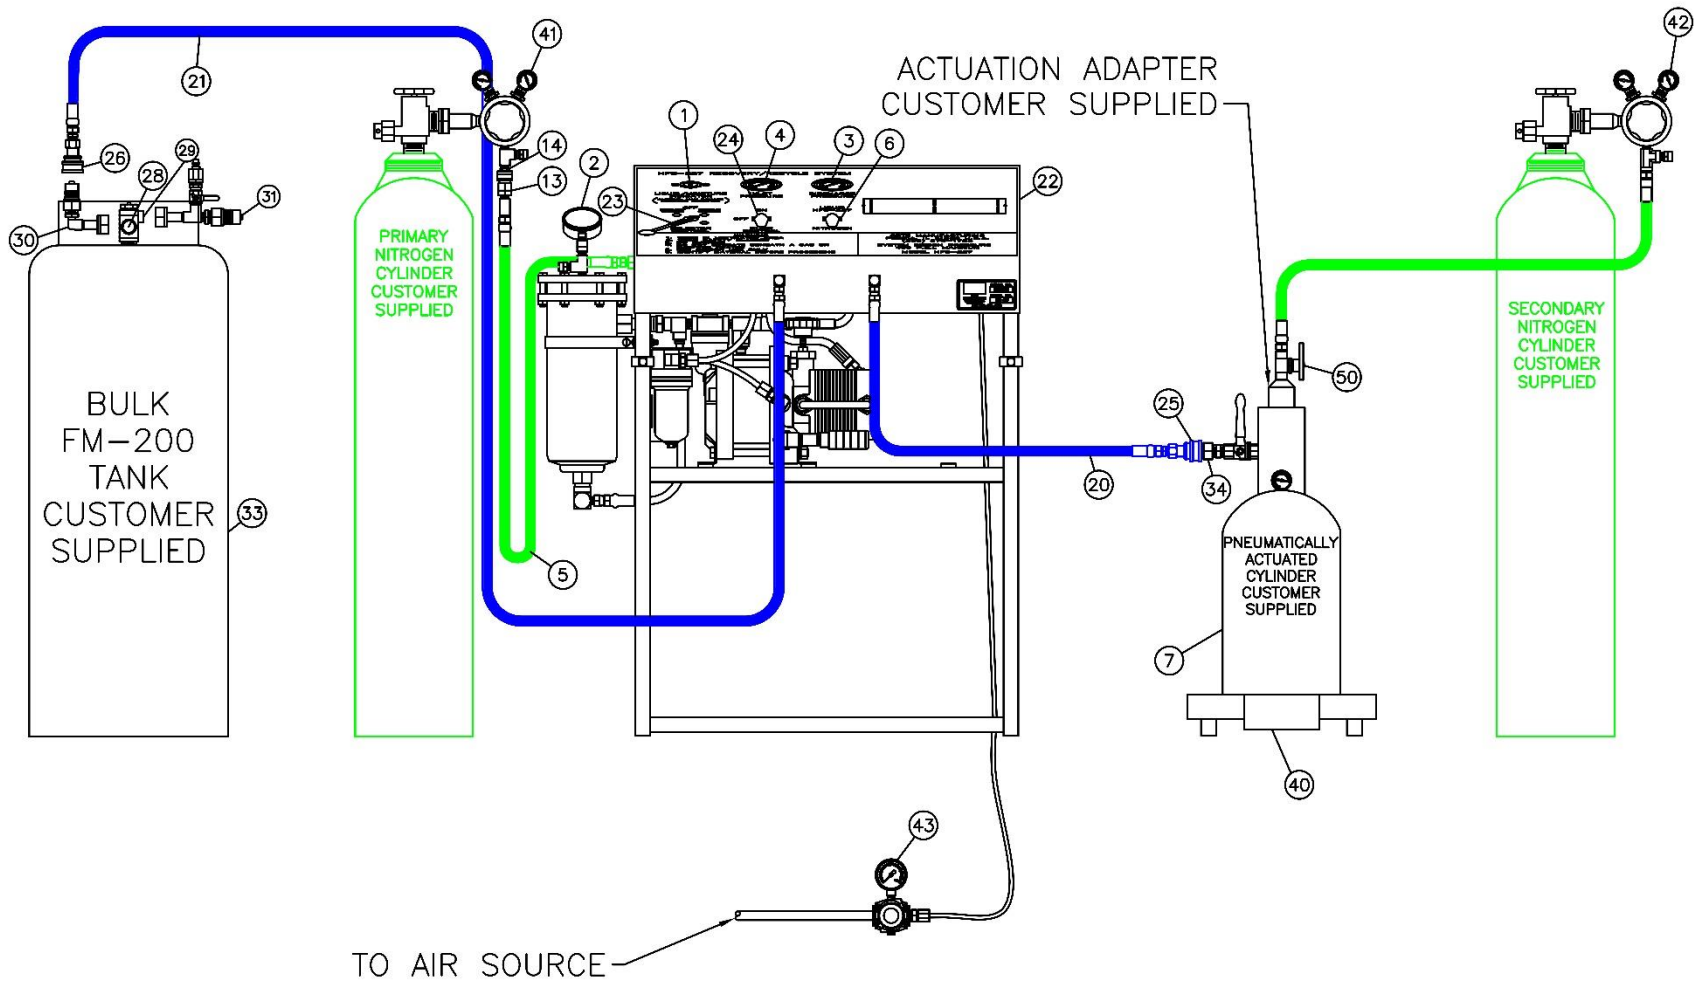 21
41
42
ACTUATION ADAPTER
CUSTOMER SUPPLIED
1
24
4
3
6
26
28
29
14
13
2
22
31
30
23
PRIMARY
NITROGEN
CYLINDER
CUSTOMER
SUPPLIED
SECONDARY
NITROGEN
CYLINDER
CUSTOMER
SUPPLIED
50
BULK
FM-200
TANK
CUSTOMER
SUPPLIED
33
25
20
34
5
PNEUMATICALLY
ACTUATED
CYLINDER
CUSTOMER
SUPPLIED
7
40
43
TO AIR SOURCE